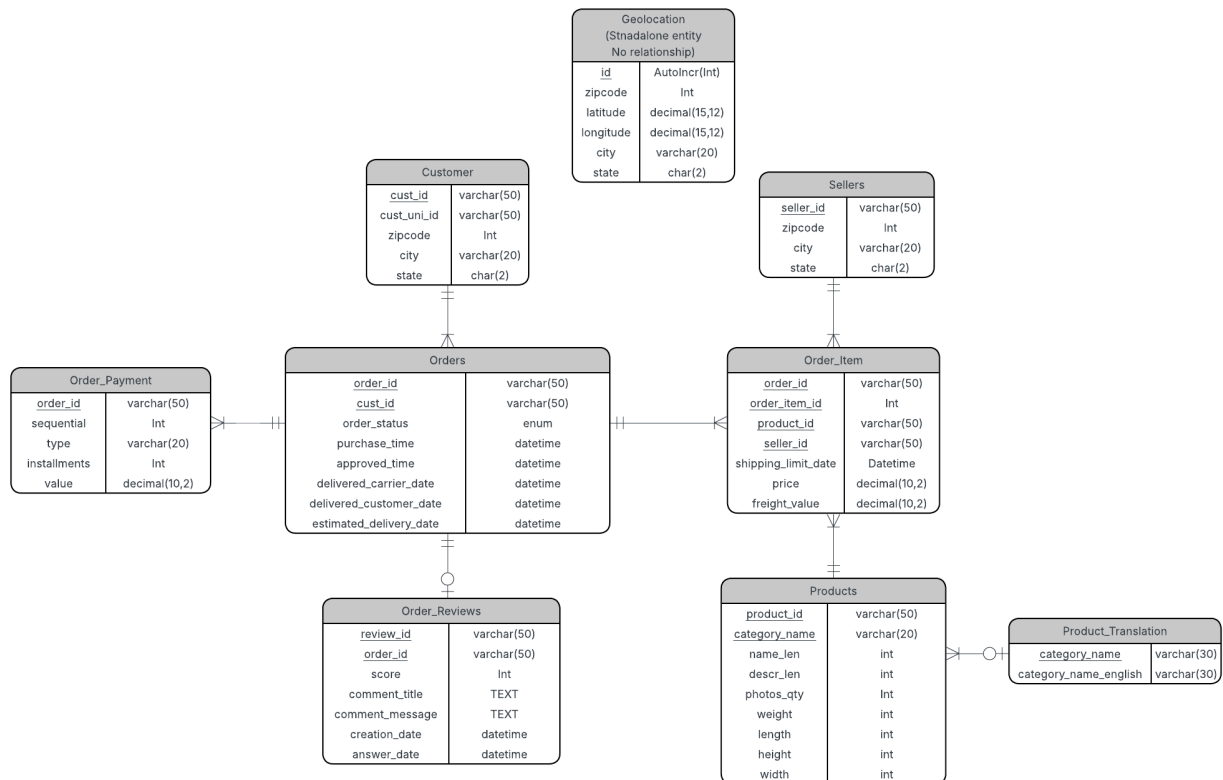 Geolocation
(Stnadalone entity
No relationship)
id AutoIncr(Int)
zipcode Int
latitude decimal(15,12)
longitude decimal(15,12)
city varchar(20)
state char(2)
Customer
cust_id varchar(50)
cust_uni_id varchar(50)
zipcode Int
city varchar(20)
state char(2)
Sellers
seller_id varchar(50)
zipcode Int
city varchar(20)
state char(2)
Order_Payment
order_id varchar(50)
sequential Int
type varchar(20)
installments Int
value decimal(10,2)
Orders
order_id varchar(50)
cust_id varchar(50)
order_status enum
purchase_time datetime
approved_time datetime
delivered_carrier_date datetime
delivered_customer_date datetime
estimated_delivery_date datetime
Order_Item
order_id varchar(50)
order_item_id Int
product_id varchar(50)
seller_id varchar(50)
shipping_limit_date Datetime
price decimal(10,2)
freight_value decimal(10,2)
Order_Reviews
review_id varchar(50)
order_id varchar(50)
score Int
comment_title TEXT
comment_message TEXT
creation_date datetime
answer_date datetime
Products
product_id varchar(50)
category_name varchar(20)
name_len int
descr_len int
photos_qty Int
weight int
length int
height int
width int
Product_Translation
category_name varchar(30)
category_name_english varchar(30)